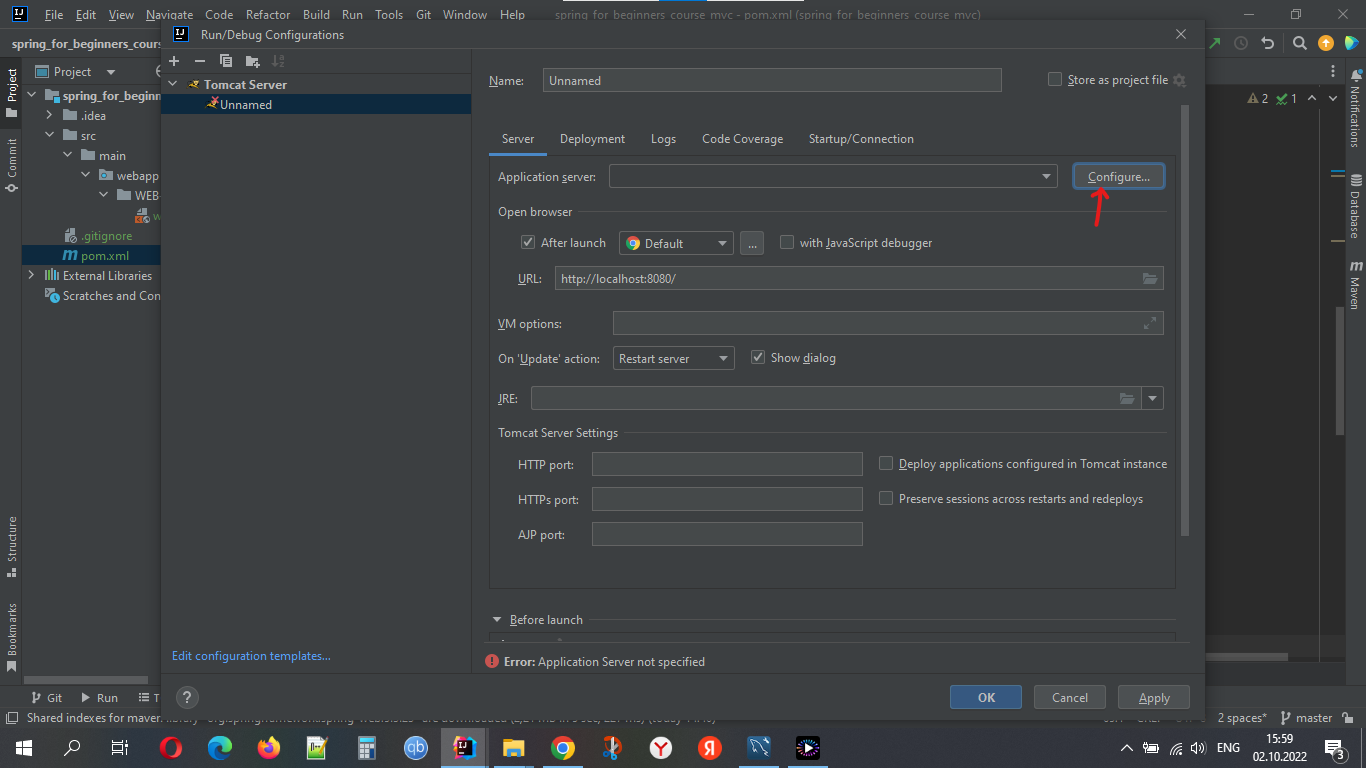 File Edit View Navigate Code Refactor Build Run Tools Git Window Help spring_for_beginners_course_mvc - pom.xml (spring_for_beginners_course_mvc)
spring_for_beginners_cours
Run/Debug Configurations
Project
Project
Commit
Structure
Bookmarks
spring_for_beginn
.idea
src
main
webapp
WEB-
w
.gitignore
pom.xml
External Libraries
Scratches and Con
Tomcat Server
Unnamed
Edit configuration templates...
Name: Unnamed Store as project file
Server Deployment Logs Code Coverage Startup/Connection
Application server: Configure...
Open browser
After launch Default ... with JavaScript debugger
URL: http://localhost:8080/
VM options:
On 'Update' action: Restart server Show dialog
JRE:
Tomcat Server Settings
HTTP port: Deploy applications configured in Tomcat instance
HTTPs port: Preserve sessions across restarts and redeploys
AJP port:
Before launch
Error: Application Server not specified
? OK Cancel Apply
2 1
Notifications
Database
m Maven
Git Run T
2 spaces* master
ENG 15:59
02.10.2022
3